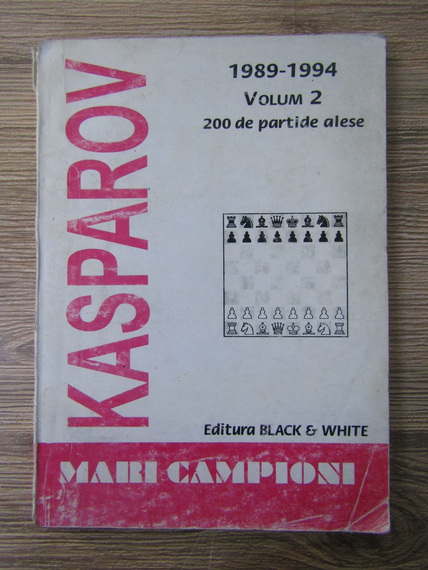 KASPAROV
1989-1994
VOLUM 2
200 de partide alese
Editura BLACK & WHITE
MARI CAMPIONI